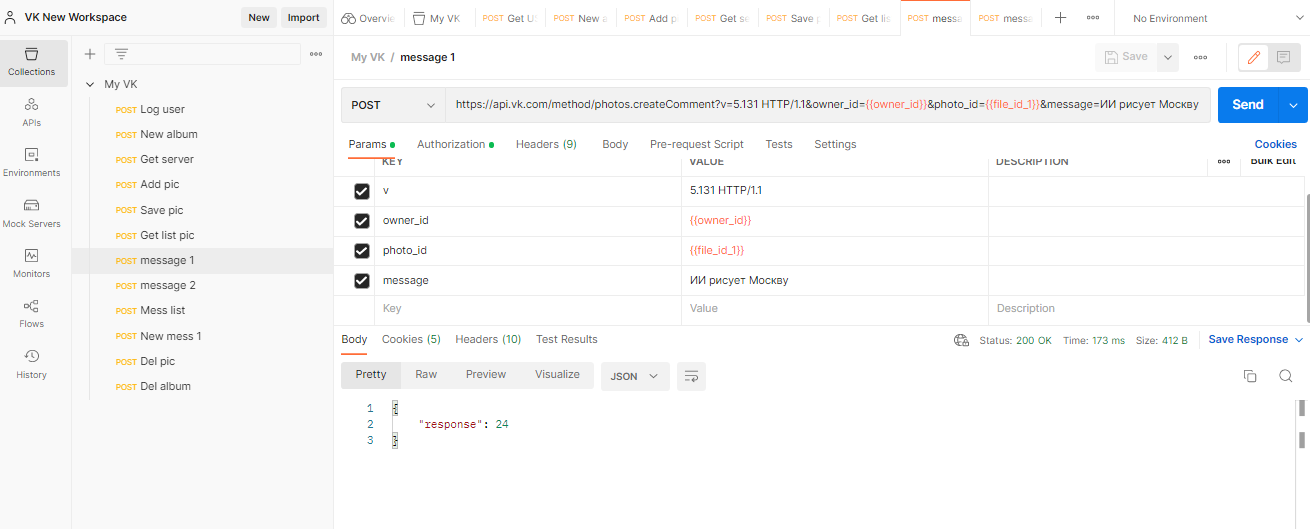 VK New Workspace New Import
Overvie My VK POST Get U POST New a POST Add p POST Get se POST Save p POST Get lis POST messa POST messa No Environment
Collections
APIs
Environments
Mock Servers
Monitors
Flows
History
My VK
POST Log user
POST New album
POST Get server
POST Add pic
POST Save pic
POST Get list pic
POST message 1
POST message 2
POST Mess list
POST New mess 1
POST Del pic
POST Del album
My VK / message 1 Save
POST https://api.vk.com/method/photos.createComment?v=5.131 HTTP/1.1&owner_id={{owner_id}}&photo_id={{file_id_1}}&message=ИИ рисует Москву Send
Params Authorization Headers (9) Body Pre-request Script Tests Settings Cookies
KEY VALUE DESCRIPTION Bulk Edit
v 5.131 HTTP/1.1
owner_id {{owner_id}}
photo_id {{file_id_1}}
message ИИ рисует Москву
Key Value Description
Body Cookies (5) Headers (10) Test Results Status: 200 OK Time: 173 ms Size: 412 B Save Response
Pretty Raw Preview Visualize JSON
1 {
2 "response": 24
3 }